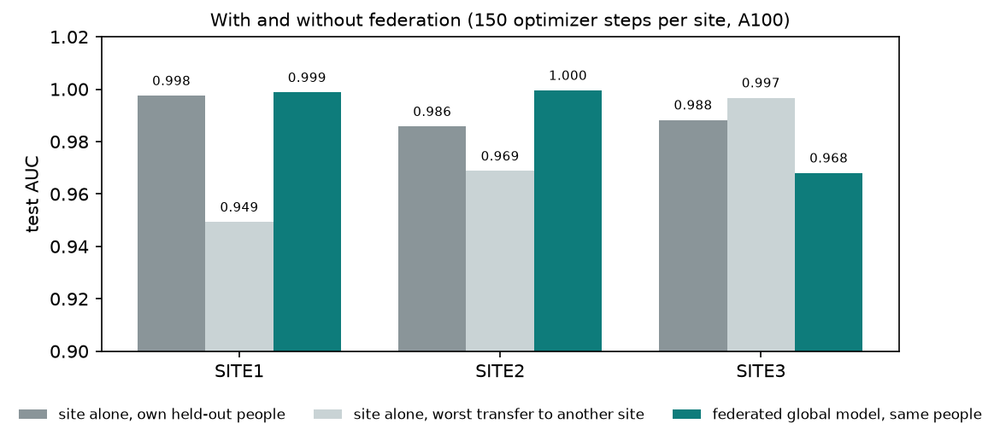 With and without federation (150 optimizer steps per site, A100)
1.02
1.00
0.98
0.96
0.94
0.92
0.90
test AUC
0.998
0.949
0.999
0.986
0.969
1.000
0.988
0.997
0.968
SITE1
SITE2
SITE3
site alone, own held-out people
site alone, worst transfer to another site
federated global model, same people